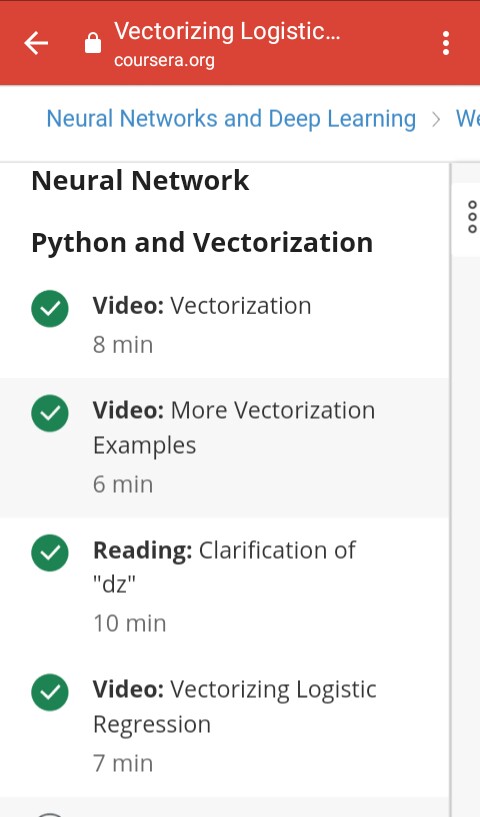 Vectorizing Logistic...
coursera.org
Neural Networks and Deep Learning > We
Neural Network
Python and Vectorization
Video: Vectorization
8 min
Video: More Vectorization
Examples
6 min
Reading: Clarification of
"dz"
10 min
Video: Vectorizing Logistic
Regression
7 min